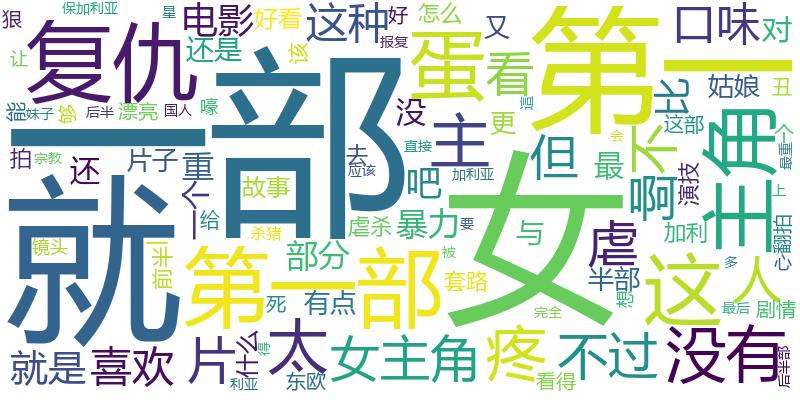 狠 保加利亚 星 电影 好看 这种 怎么 好 口味 对
让 复仇 还是 该 又 蛋 看 第一 姑娘 丑
能 妹子 够 后半 漂亮 国人 嚎 一部 报复 没 更 這 比 这部 最重 个
拍 宗教 还 片子 重 去 应该 直接 主 但 最 不 演技 主角
就 一个 给 故事 吧 加利亚 女 啊 上
镜头 前半 杀猪 虐杀 暴力 要 与 虐 加利 心 翻拍
第一部 部分 套路 被 会 半部 这 人 多
死 有点 想 最后 剧情
就是 喜欢 片 什么 得 太 女主角 疼 完全 不过 没有 后半部
利亚 东欧 看得